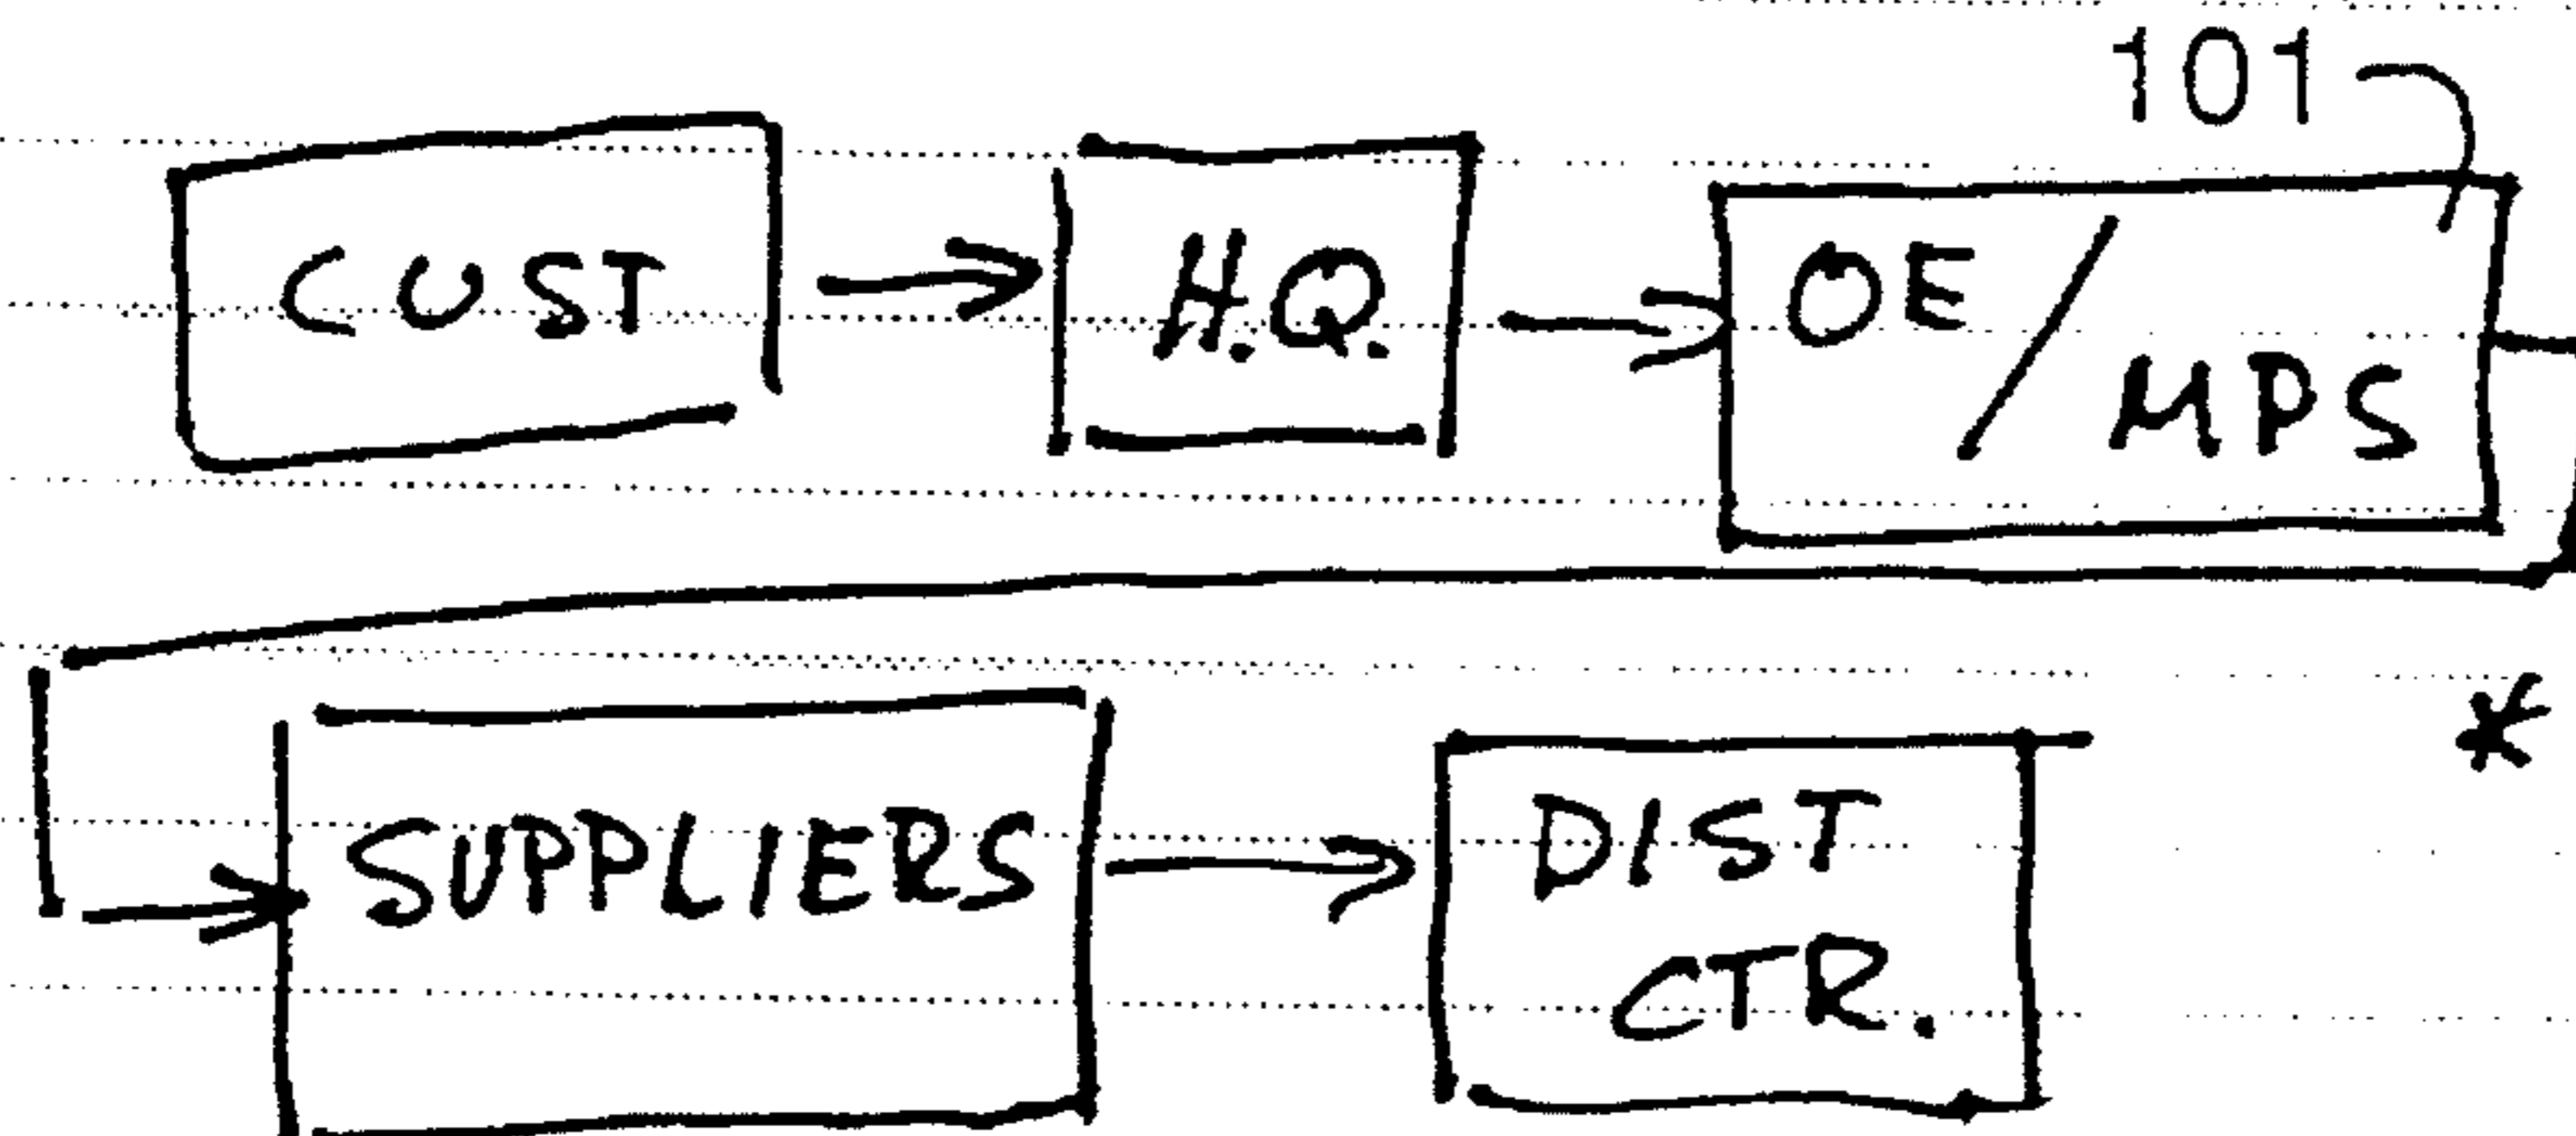 101
CUST
H.Q.
OE/
MPS
*
SUPPLIERS
DIST
CTR.